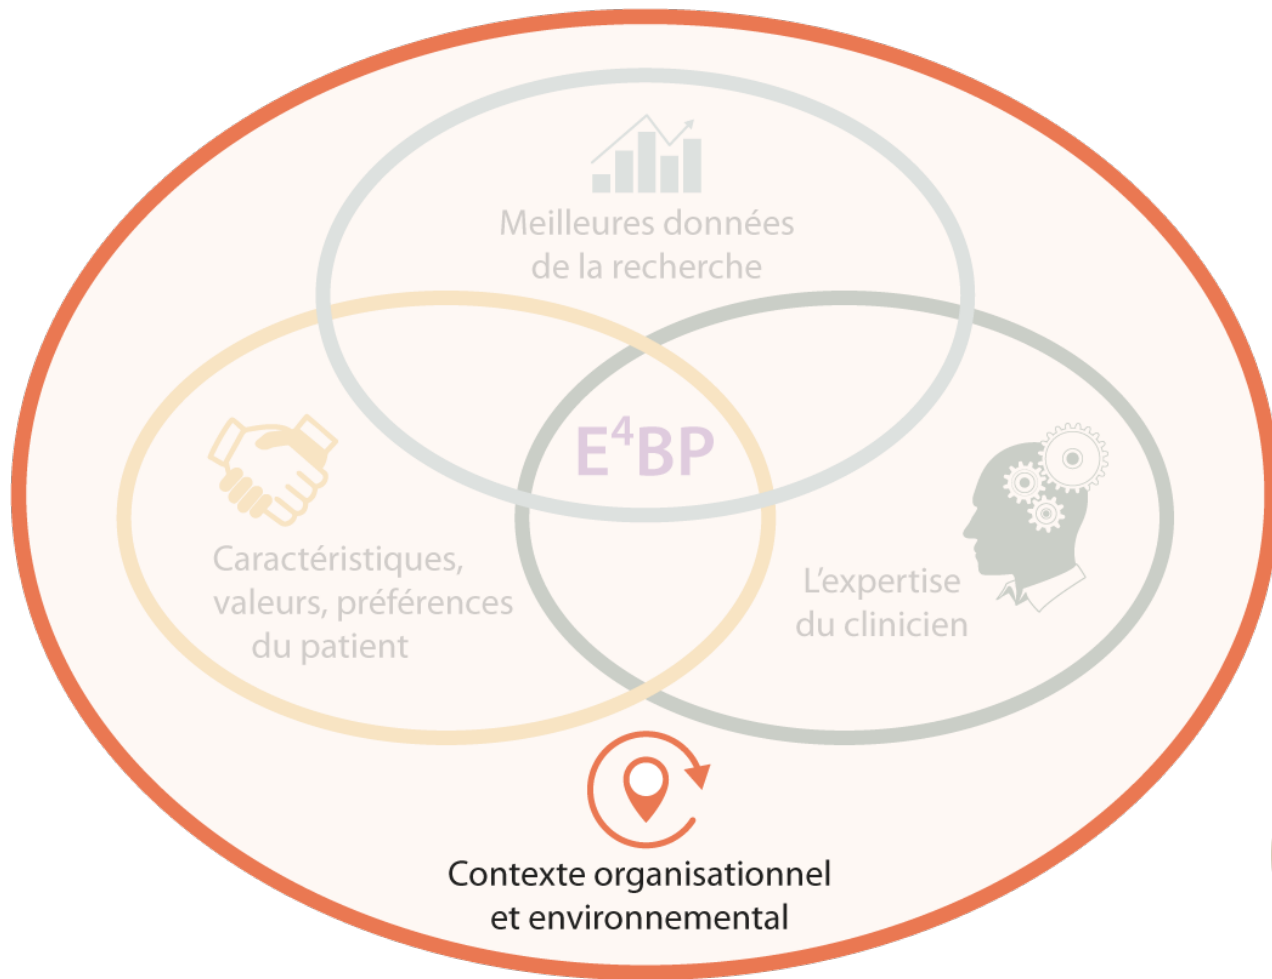 Meilleures données
de la recherche
E⁴BP
Caractéristiques,
valeurs, préférences
du patient
L'expertise
du clinicien
Contexte organisationnel
et environnemental